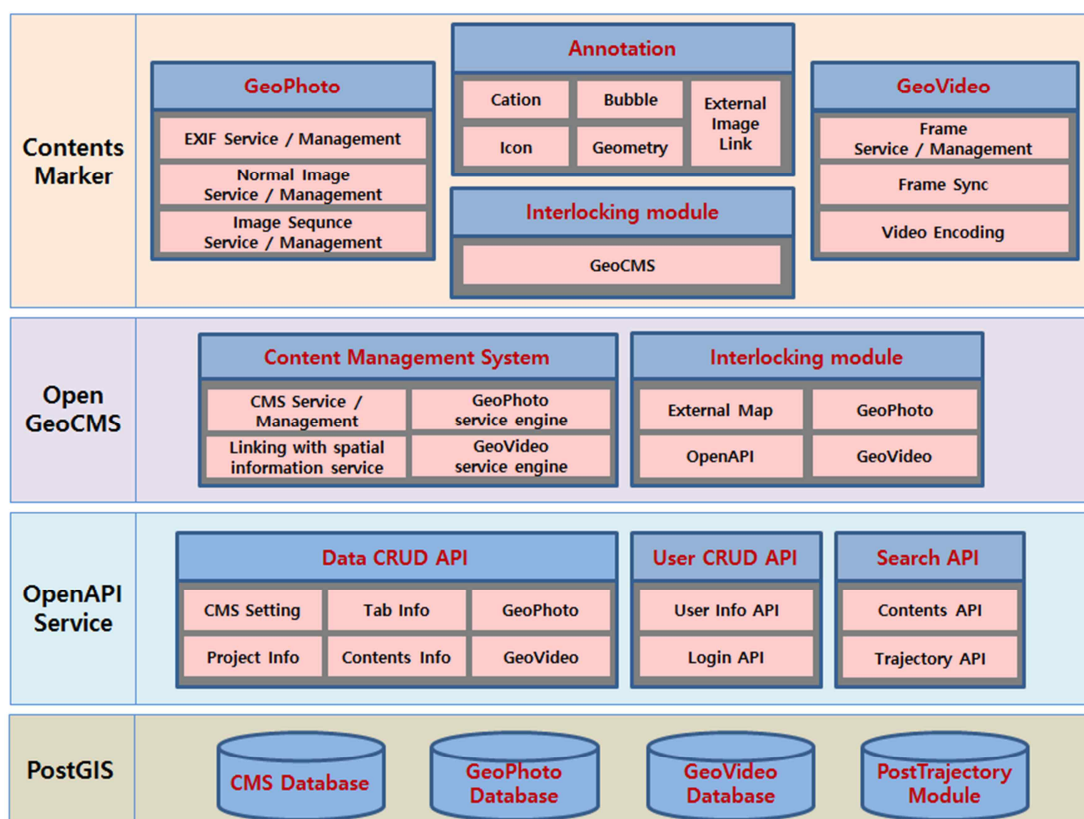 Contents
Marker
GeoPhoto
EXIF Service / Management
Normal Image
Service / Management
Image Sequnce
Service / Management
Annotation
Cation
Bubble
External
Image
Link
Icon
Geometry
Interlocking module
GeoCMS
GeoVideo
Frame
Service / Management
Frame Sync
Video Encoding
Open
GeoCMS
Content Management System
CMS Service /
Management
GeoPhoto
service engine
Linking with spatial
information service
GeoVideo
service engine
Interlocking module
External Map
GeoPhoto
OpenAPI
GeoVideo
OpenAPI
Service
Data CRUD API
CMS Setting
Tab Info
GeoPhoto
Project Info
Contents Info
GeoVideo
User CRUD API
User Info API
Login API
Search API
Contents API
Trajectory API
PostGIS
CMS Database
GeoPhoto
Database
GeoVideo
Database
PostTrajectory
Module